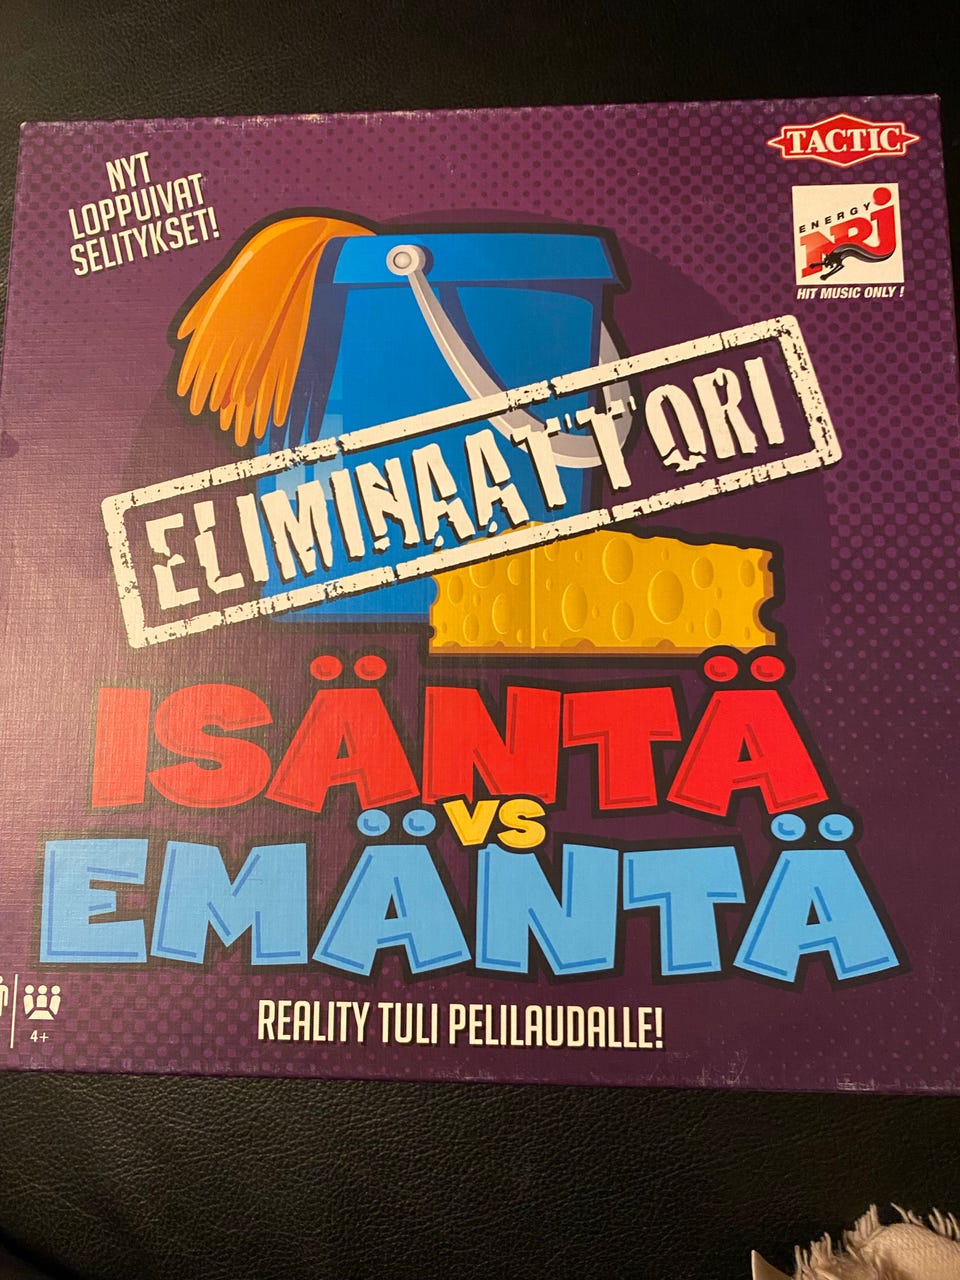 NYT
LOPPUIVAT
SELITYKSET!
TACTIC
ENERGY
NRJ
HIT MUSIC ONLY !
ELIMINAATTORI
ISÄNTÄ
VS
EMÄNTÄ
4+
REALITY TULI PELILAUDALLE!